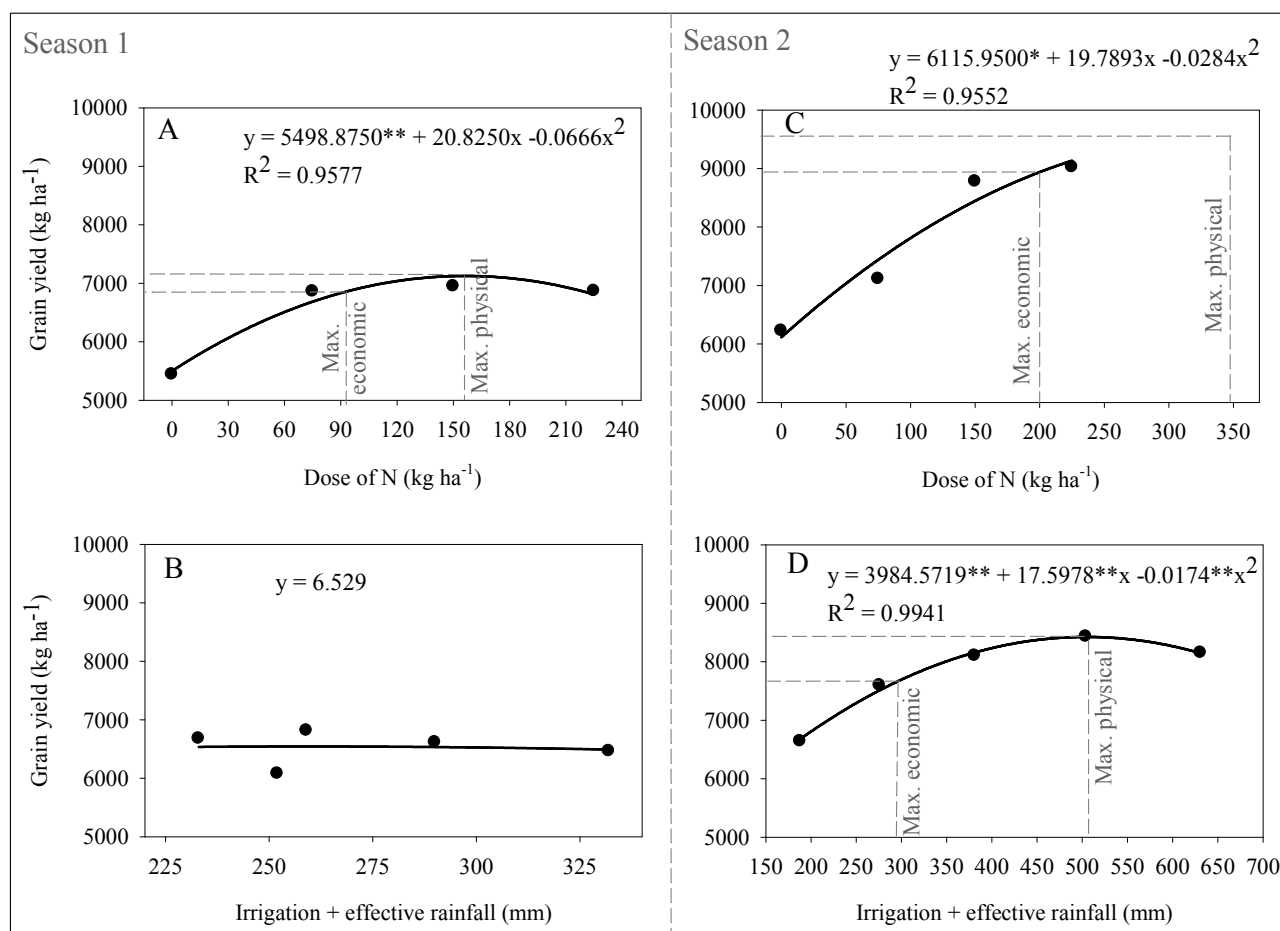 Season 1
A
y = 5498.8750** + 20.8250x -0.0666x²
R² = 0.9577
Grain yield (kg ha⁻¹)
10000
9000
8000
7000
6000
5000
Max.
economic
Max. physical
0 30 60 90 120 150 180 210 240
Dose of N (kg ha⁻¹)
Season 2
y = 6115.9500* + 19.7893x -0.0284x²
R² = 0.9552
C
10000
9000
8000
7000
6000
5000
Max. economic
Max. physical
0 50 100 150 200 250 300 350
Dose of N (kg ha⁻¹)
B
y = 6.529
Grain yield (kg ha⁻¹)
10000
9000
8000
7000
6000
5000
225 250 275 300 325
Irrigation + effective rainfall (mm)
D
y = 3984.5719** + 17.5978**x -0.0174**x²
R² = 0.9941
10000
9000
8000
7000
6000
5000
Max. economic
Max. physical
150 200 250 300 350 400 450 500 550 600 650 700
Irrigation + effective rainfall (mm)